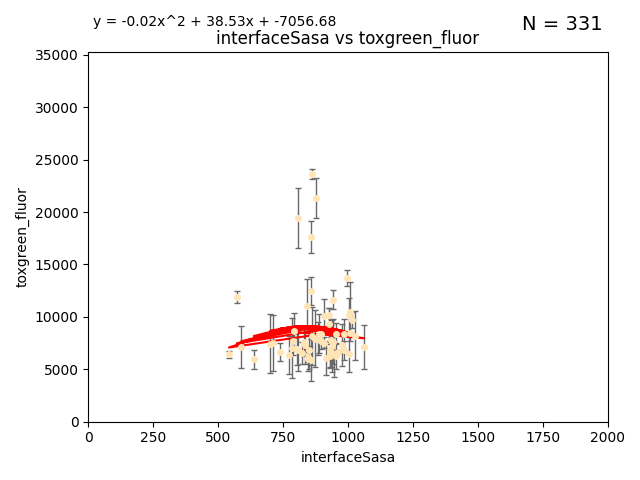 y = -0.02x^2 + 38.53x + -7056.68
N = 331
interfaceSasa vs toxgreen_fluor
35000
30000
25000
20000
15000
10000
5000
0
toxgreen_fluor
0 250 500 750 1000 1250 1500 1750 2000
interfaceSasa